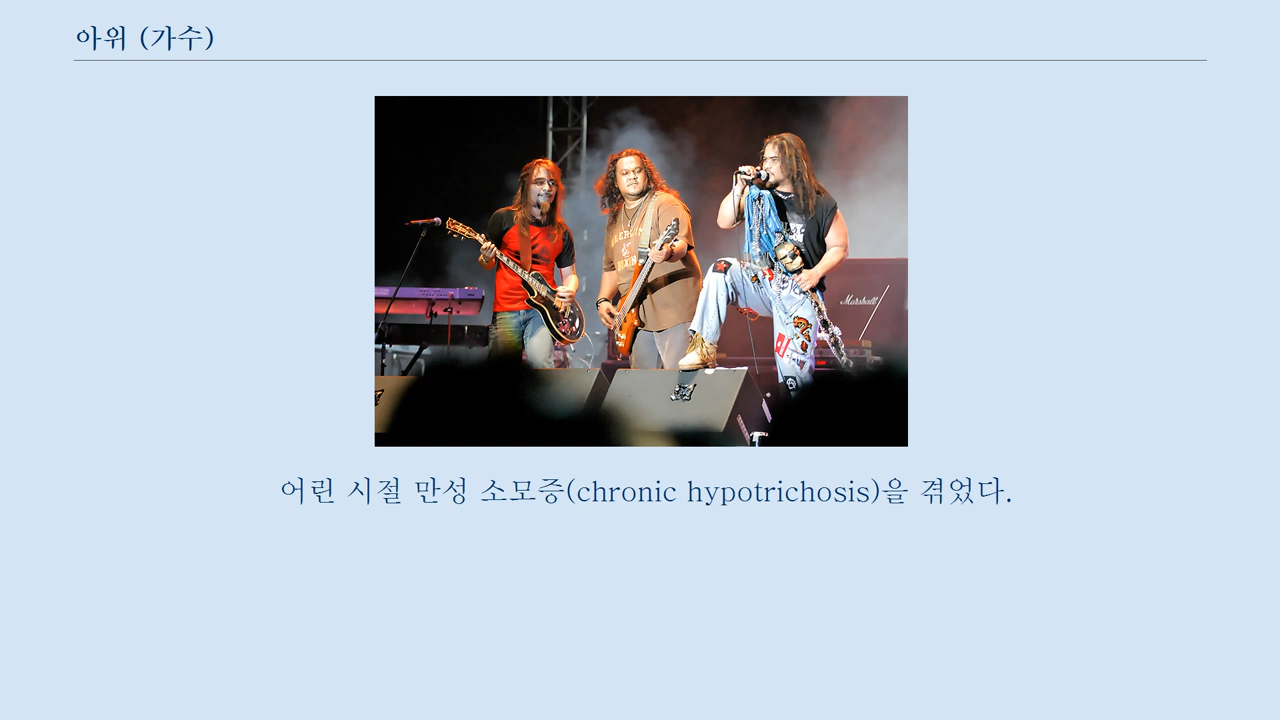 아위 (가수)
Marshall
어린 시절 만성 소모증(chronic hypotrichosis)을 겪었다.